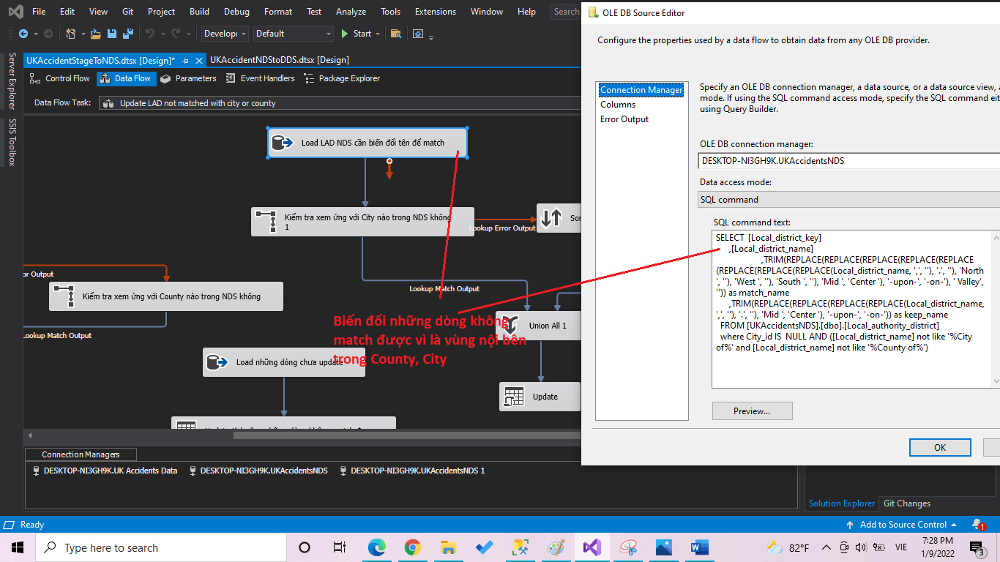 File Edit View Git Project Build Debug Format Test Analyze Tools Extensions Window Help Search
Developr Default Start
UKAccidentStageToNDS.dtsx [Design]* UKAccidentNDStoDDS.dtsx [Design]
Control Flow Data Flow Parameters Event Handlers Package Explorer
Data Flow Task: Update LAD not matched with city or county
Server Explorer
SSIS Toolbox
Load LAD NDS cần biến đổi tên để match
Kiểm tra xem ứng với City nào trong NDS không
1
Lookup Error Output
Sor
or Output
Kiểm tra xem ứng với County nào trong NDS không
Lookup Match Output
Lookup Match Output
Union All 1
Biến đổi những dòng không
match được vì là vùng nội bên
trong County, City
Load những dòng chưa update
Update
Connection Managers
DESKTOP-NI3GH9K.UK Accidents Data DESKTOP-NI3GH9K.UKAccidentsNDS DESKTOP-NI3GH9K.UKAccidentsNDS 1
OLE DB Source Editor
Configure the properties used by a data flow to obtain data from any OLE DB provider.
Connection Manager
Columns
Error Output
Specify an OLE DB connection manager, a data source, or a data source view, a
mode. If using the SQL command access mode, specify the SQL command eit
using Query Builder.
OLE DB connection manager:
DESKTOP-NI3GH9K.UKAccidentsNDS
Data access mode:
SQL command
SQL command text:
SELECT [Local_district_key]
,[Local_district_name]
,TRIM(REPLACE(REPLACE(REPLACE(REPLACE(REPLACE
(REPLACE(REPLACE(REPLACE(Local_district_name, ',', ''), '.', ''), 'North
', ''), 'West ', ''), 'South ', ''), 'Mid ', 'Center '), '-upon-', '-on-'), ' Valley',
'')) as match_name
,TRIM(REPLACE(REPLACE(REPLACE(REPLACE(Local_district_name,
',', ''), '.', ''), 'Mid ', 'Center '), '-upon-', '-on-')) as keep_name
FROM [UKAccidentsNDS].[dbo].[Local_authority_district]
where City_id IS NULL AND ([Local_district_name] not like '%City
of%' and [Local_district_name] not like '%County of%')
Preview...
OK
Solution Explorer Git Changes
Ready
Add to Source Control 1
Type here to search
82°F VIE 7:28 PM
1/9/2022 3